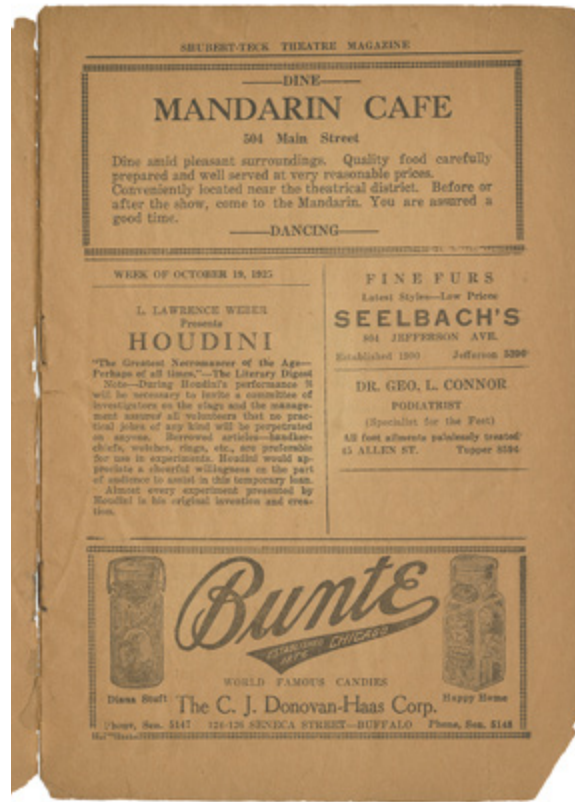 SHUBERT-TECK THEATRE MAGAZINE
DINE
MANDARIN CAFE
504 Main Street
Dine amid pleasant surroundings. Quality food carefully
prepared and well served at very reasonable prices.
Conveniently located near the theatrical district. Before or
after the show, come to the Mandarin. You are assured a
good time.
DANCING
WEEK OF OCTOBER 19, 1925
L. LAWRENCE WEBER
Presents
HOUDINI
"The Greatest Necromancer of the Age—
Perhaps of all times."—The Literary Digest
Note—During Houdini's performance it
will be necessary to invite a committee of
investigators on the stage and the manage-
ment assures all volunteers that no prac-
tical jokes of any kind will be perpetrated
on anyone. Borrowed articles—handker-
chiefs, watches, rings, etc., are preferable
for use in experiments. Houdini would ap-
preciate a cheerful willingness on the part
of audience to assist in this temporary loan.
Almost every experiment presented by
Houdini is his original invention and crea-
tion.
FINE FURS
Latest Styles—Low Prices
SEELBACH'S
804 JEFFERSON AVE.
Established 1900 Jefferson
DR. GEO. L. CONNOR
PODIATRIST
(Specialist for the Feet)
All foot ailments painlessly treated
45 ALLEN ST. Tupper
Bunte
ESTABLISHED 1876 CHICAGO
WORLD FAMOUS CANDIES
Diana Stuft
Happy Home
The C. J. Donovan-Haas Corp.
Phone, Sen. 5147 124-126 SENECA STREET—BUFFALO Phone, Sen. 5148